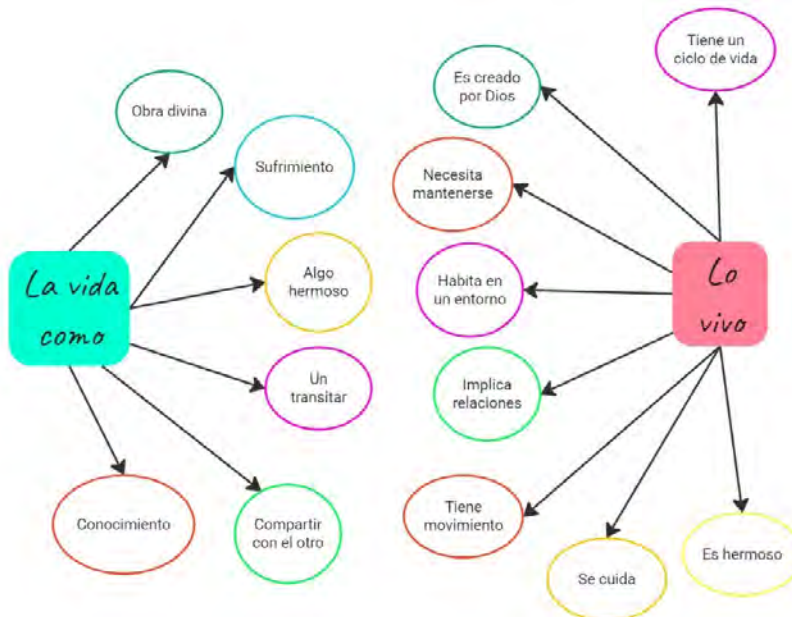 La vida
como
Obra divina
Sufrimiento
Algo
hermoso
Un
transitar
Compartir
con el otro
Conocimiento
Lo
vivo
Tiene un
ciclo de vida
Es creado
por Dios
Necesita
mantenerse
Habita en
un entorno
Implica
relaciones
Tiene
movimiento
Se cuida
Es hermoso